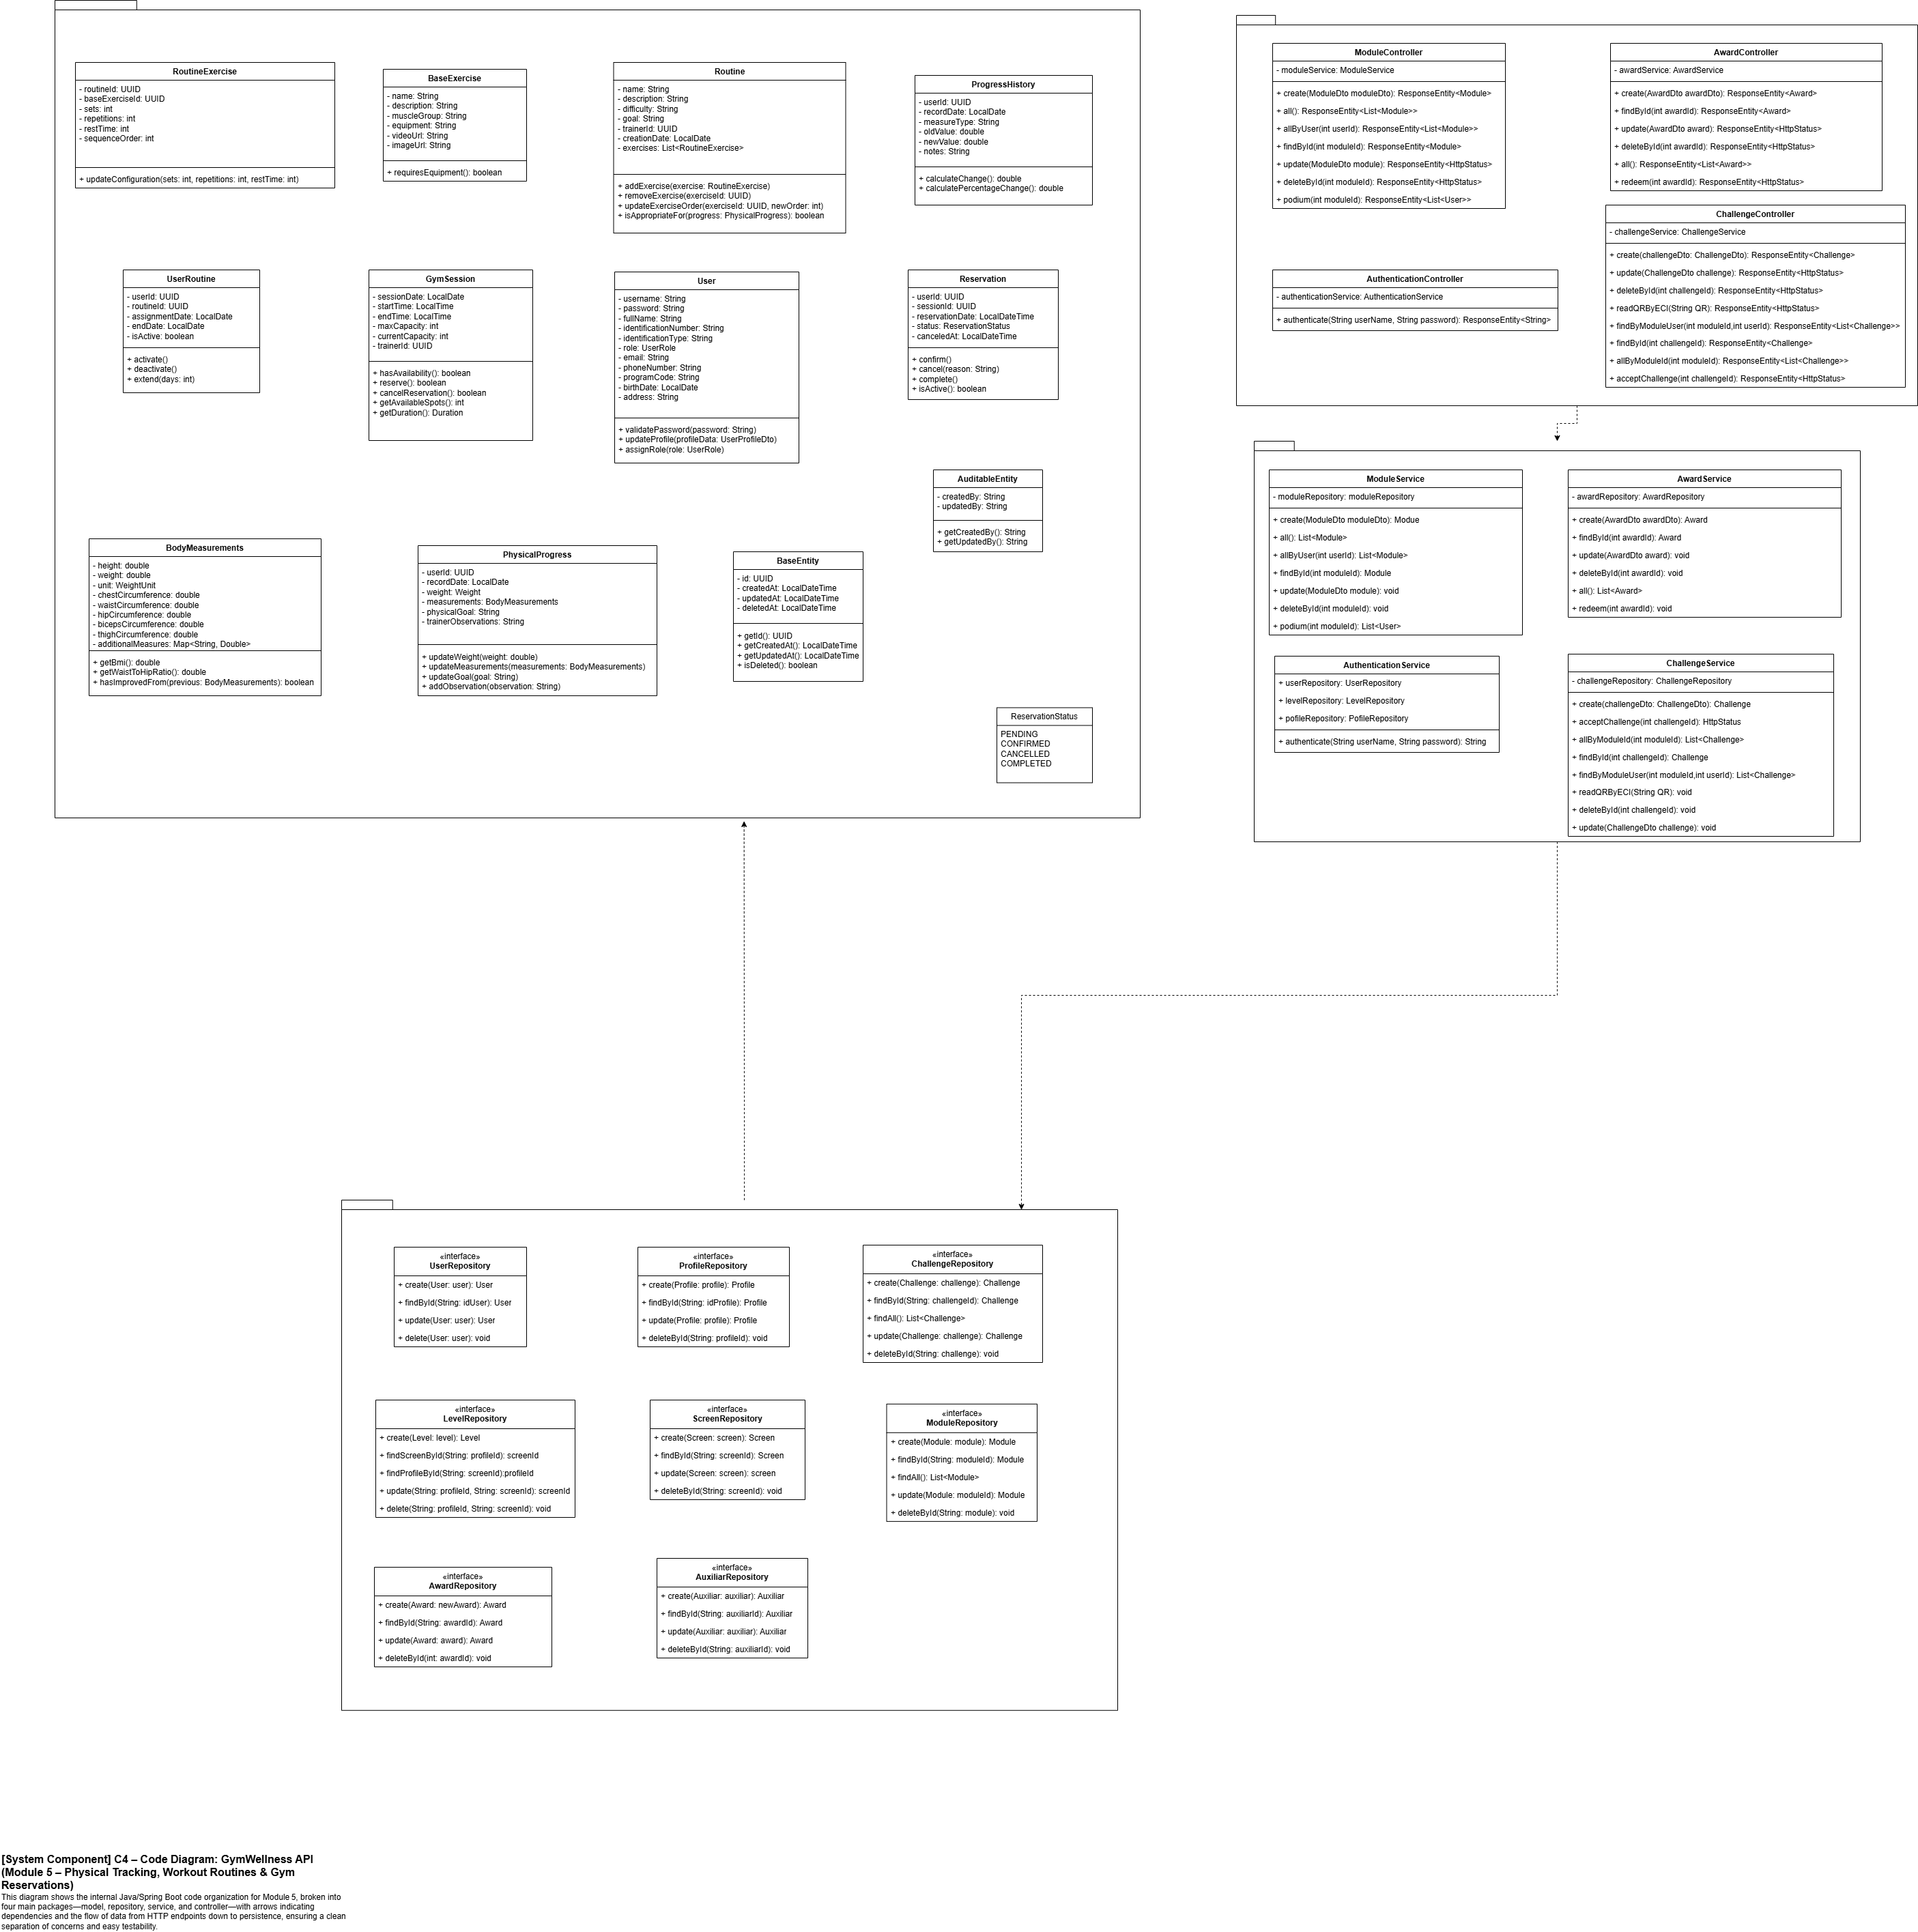 RoutineExercise
- routineId: UUID
- baseExerciseId: UUID
- sets: int
- repetitions: int
- restTime: int
- sequenceOrder: int
+ updateConfiguration(sets: int, repetitions: int, restTime: int)
BaseExercise
- name: String
- description: String
- muscleGroup: String
- equipment: String
- videoUrl: String
- imageUrl: String
+ requiresEquipment(): boolean
Routine
- name: String
- description: String
- difficulty: String
- goal: String
- trainerId: UUID
- creationDate: LocalDate
- exercises: List<RoutineExercise>
+ addExercise(exercise: RoutineExercise)
+ removeExercise(exerciseId: UUID)
+ updateExerciseOrder(exerciseId: UUID, newOrder: int)
+ isAppropriateFor(progress: PhysicalProgress): boolean
ProgressHistory
- userId: UUID
- recordDate: LocalDate
- measureType: String
- oldValue: double
- newValue: double
- notes: String
+ calculateChange(): double
+ calculatePercentageChange(): double
UserRoutine
- userId: UUID
- routineId: UUID
- assignmentDate: LocalDate
- endDate: LocalDate
- isActive: boolean
+ activate()
+ deactivate()
+ extend(days: int)
GymSession
- sessionDate: LocalDate
- startTime: LocalTime
- endTime: LocalTime
- maxCapacity: int
- currentCapacity: int
- trainerId: UUID
+ hasAvailability(): boolean
+ reserve(): boolean
+ cancelReservation(): boolean
+ getAvailableSpots(): int
+ getDuration(): Duration
User
- username: String
- password: String
- fullName: String
- identificationNumber: String
- identificationType: String
- role: UserRole
- email: String
- phoneNumber: String
- programCode: String
- birthDate: LocalDate
- address: String
+ validatePassword(password: String)
+ updateProfile(profileData: UserProfileDto)
+ assignRole(role: UserRole)
Reservation
- userId: UUID
- sessionId: UUID
- reservationDate: LocalDateTime
- status: ReservationStatus
- canceledAt: LocalDateTime
+ confirm()
+ cancel(reason: String)
+ complete()
+ isActive(): boolean
AuditableEntity
- createdBy: String
- updatedBy: String
+ getCreatedBy(): String
+ getUpdatedBy(): String
BodyMeasurements
- height: double
- weight: double
- unit: WeightUnit
- chestCircumference: double
- waistCircumference: double
- hipCircumference: double
- bicepsCircumference: double
- thighCircumference: double
- additionalMeasures: Map<String, Double>
+ getBmi(): double
+ getWaistToHipRatio(): double
+ hasImprovedFrom(previous: BodyMeasurements): boolean
PhysicalProgress
- userId: UUID
- recordDate: LocalDate
- weight: Weight
- measurements: BodyMeasurements
- physicalGoal: String
- trainerObservations: String
+ updateWeight(weight: double)
+ updateMeasurements(measurements: BodyMeasurements)
+ updateGoal(goal: String)
+ addObservation(observation: String)
BaseEntity
- id: UUID
- createdAt: LocalDateTime
- updatedAt: LocalDateTime
- deletedAt: LocalDateTime
+ getId(): UUID
+ getCreatedAt(): LocalDateTime
+ getUpdatedAt(): LocalDateTime
+ isDeleted(): boolean
ReservationStatus
PENDING
CONFIRMED
CANCELLED
COMPLETED
ModuleController
- moduleService: ModuleService
+ create(ModuleDto moduleDto): ResponseEntity<Module>
+ all(): ResponseEntity<List<Module>>
+ allByUser(int userId): ResponseEntity<List<Module>>
+ findById(int moduleId): ResponseEntity<Module>
+ update(ModuleDto module): ResponseEntity<HttpStatus>
+ deleteById(int moduleId): ResponseEntity<HttpStatus>
+ podium(int moduleId): ResponseEntity<List<User>>
AwardController
- awardService: AwardService
+ create(AwardDto awardDto): ResponseEntity<Award>
+ findById(int awardId): ResponseEntity<Award>
+ update(AwardDto award): ResponseEntity<HttpStatus>
+ deleteById(int awardId): ResponseEntity<HttpStatus>
+ all(): ResponseEntity<List<Award>>
+ redeem(int awardId): ResponseEntity<HttpStatus>
ChallengeController
- challengeService: ChallengeService
+ create(challengeDto: ChallengeDto): ResponseEntity<Challenge>
+ update(ChallengeDto challenge): ResponseEntity<HttpStatus>
+ deleteById(int challengeId): ResponseEntity<HttpStatus>
+ readQRByECI(String QR): ResponseEntity<HttpStatus>
+ findByModuleUser(int moduleId,int userId): ResponseEntity<List<Challenge>>
+ findById(int challengeId): ResponseEntity<Challenge>
+ allByModuleId(int moduleId): ResponseEntity<List<Challenge>>
+ acceptChallenge(int challengeId): ResponseEntity<HttpStatus>
AuthenticationController
- authenticationService: AuthenticationService
+ authenticate(String userName, String password): ResponseEntity<String>
ModuleService
- moduleRepository: moduleRepository
+ create(ModuleDto moduleDto): Modue
+ all(): List<Module>
+ allByUser(int userId): List<Module>
+ findById(int moduleId): Module
+ update(ModuleDto module): void
+ deleteById(int moduleId): void
+ podium(int moduleId): List<User>
AwardService
- awardRepository: AwardRepository
+ create(AwardDto awardDto): Award
+ findById(int awardId): Award
+ update(AwardDto award): void
+ deleteById(int awardId): void
+ all(): List<Award>
+ redeem(int awardId): void
AuthenticationService
+ userRepository: UserRepository
+ levelRepository: LevelRepository
+ pofileRepository: PofileRepository
+ authenticate(String userName, String password): String
ChallengeService
- challengeRepository: ChallengeRepository
+ create(challengeDto: ChallengeDto): Challenge
+ acceptChallenge(int challengeId): HttpStatus
+ allByModuleId(int moduleId): List<Challenge>
+ findById(int challengeId): Challenge
+ findByModuleUser(int moduleId,int userId): List<Challenge>
+ readQRByECI(String QR): void
+ deleteById(int challengeId): void
+ update(ChallengeDto challenge): void
«interface»
UserRepository
+ create(User: user): User
+ findById(String: idUser): User
+ update(User: user): User
+ delete(User: user): void
«interface»
ProfileRepository
+ create(Profile: profile): Profile
+ findById(String: idProfile): Profile
+ update(Profile: profile): Profile
+ deleteById(String: profileId): void
«interface»
ChallengeRepository
+ create(Challenge: challenge): Challenge
+ findById(String: challengeId): Challenge
+ findAll(): List<Challenge>
+ update(Challenge: challenge): Challenge
+ deleteById(String: challenge): void
«interface»
LevelRepository
+ create(Level: level): Level
+ findScreenById(String: profileId): screenId
+ findProfileById(String: screenId):profileId
+ update(String: profileId, String: screenId): screenId
+ delete(String: profileId, String: screenId): void
«interface»
ScreenRepository
+ create(Screen: screen): Screen
+ findById(String: screenId): Screen
+ update(Screen: screen): screen
+ deleteById(String: screenId): void
«interface»
ModuleRepository
+ create(Module: module): Module
+ findById(String: moduleId): Module
+ findAll(): List<Module>
+ update(Module: moduleId): Module
+ deleteById(String: module): void
«interface»
AwardRepository
+ create(Award: newAward): Award
+ findById(String: awardId): Award
+ update(Award: award): Award
+ deleteById(int: awardId): void
«interface»
AuxiliarRepository
+ create(Auxiliar: auxiliar): Auxiliar
+ findById(String: auxiliarId): Auxiliar
+ update(Auxiliar: auxiliar): Auxiliar
+ deleteById(String: auxiliarId): void
[System Component] C4 – Code Diagram: GymWellness API
(Module 5 – Physical Tracking, Workout Routines & Gym
Reservations)
This diagram shows the internal Java/Spring Boot code organization for Module 5, broken into
four main packages—model, repository, service, and controller—with arrows indicating
dependencies and the flow of data from HTTP endpoints down to persistence, ensuring a clean
separation of concerns and easy testability.